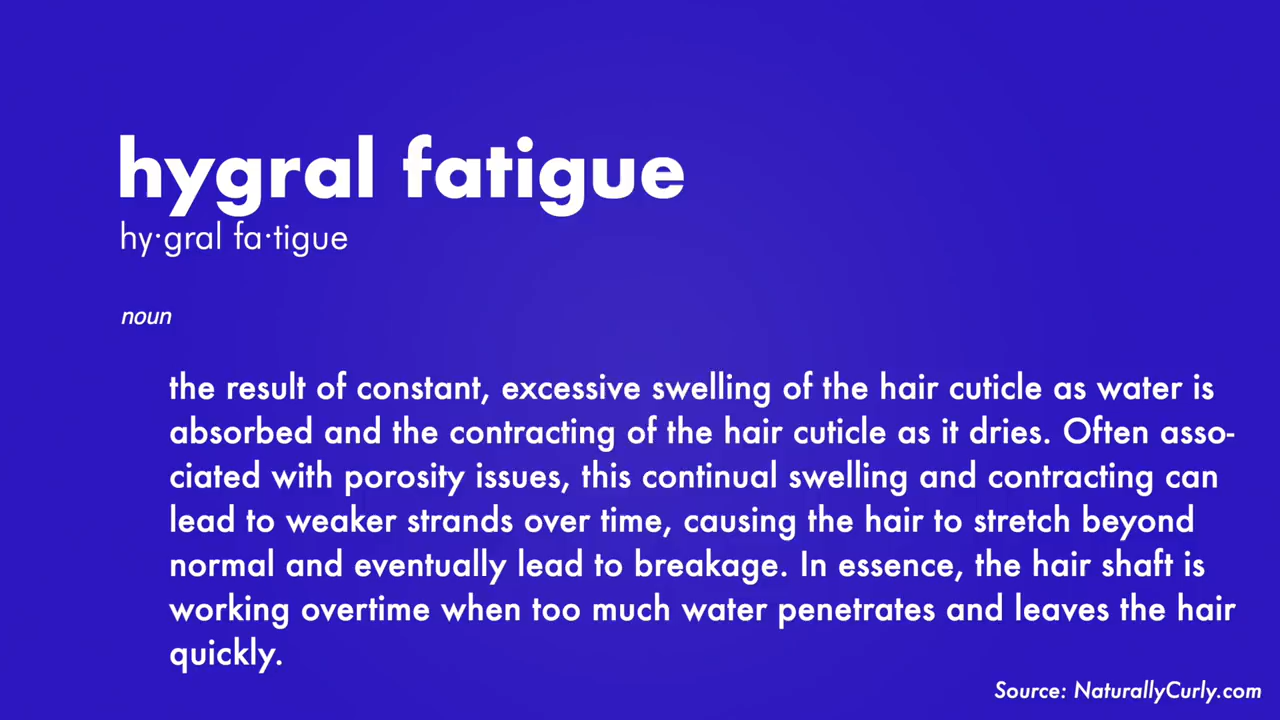 hygral fatigue
hy·gral fa·tigue
noun
the result of constant, excessive swelling of the hair cuticle as water is
absorbed and the contracting of the hair cuticle as it dries. Often asso-
ciated with porosity issues, this continual swelling and contracting can
lead to weaker strands over time, causing the hair to stretch beyond
normal and eventually lead to breakage. In essence, the hair shaft is
working overtime when too much water penetrates and leaves the hair
quickly.
Source: NaturallyCurly.com